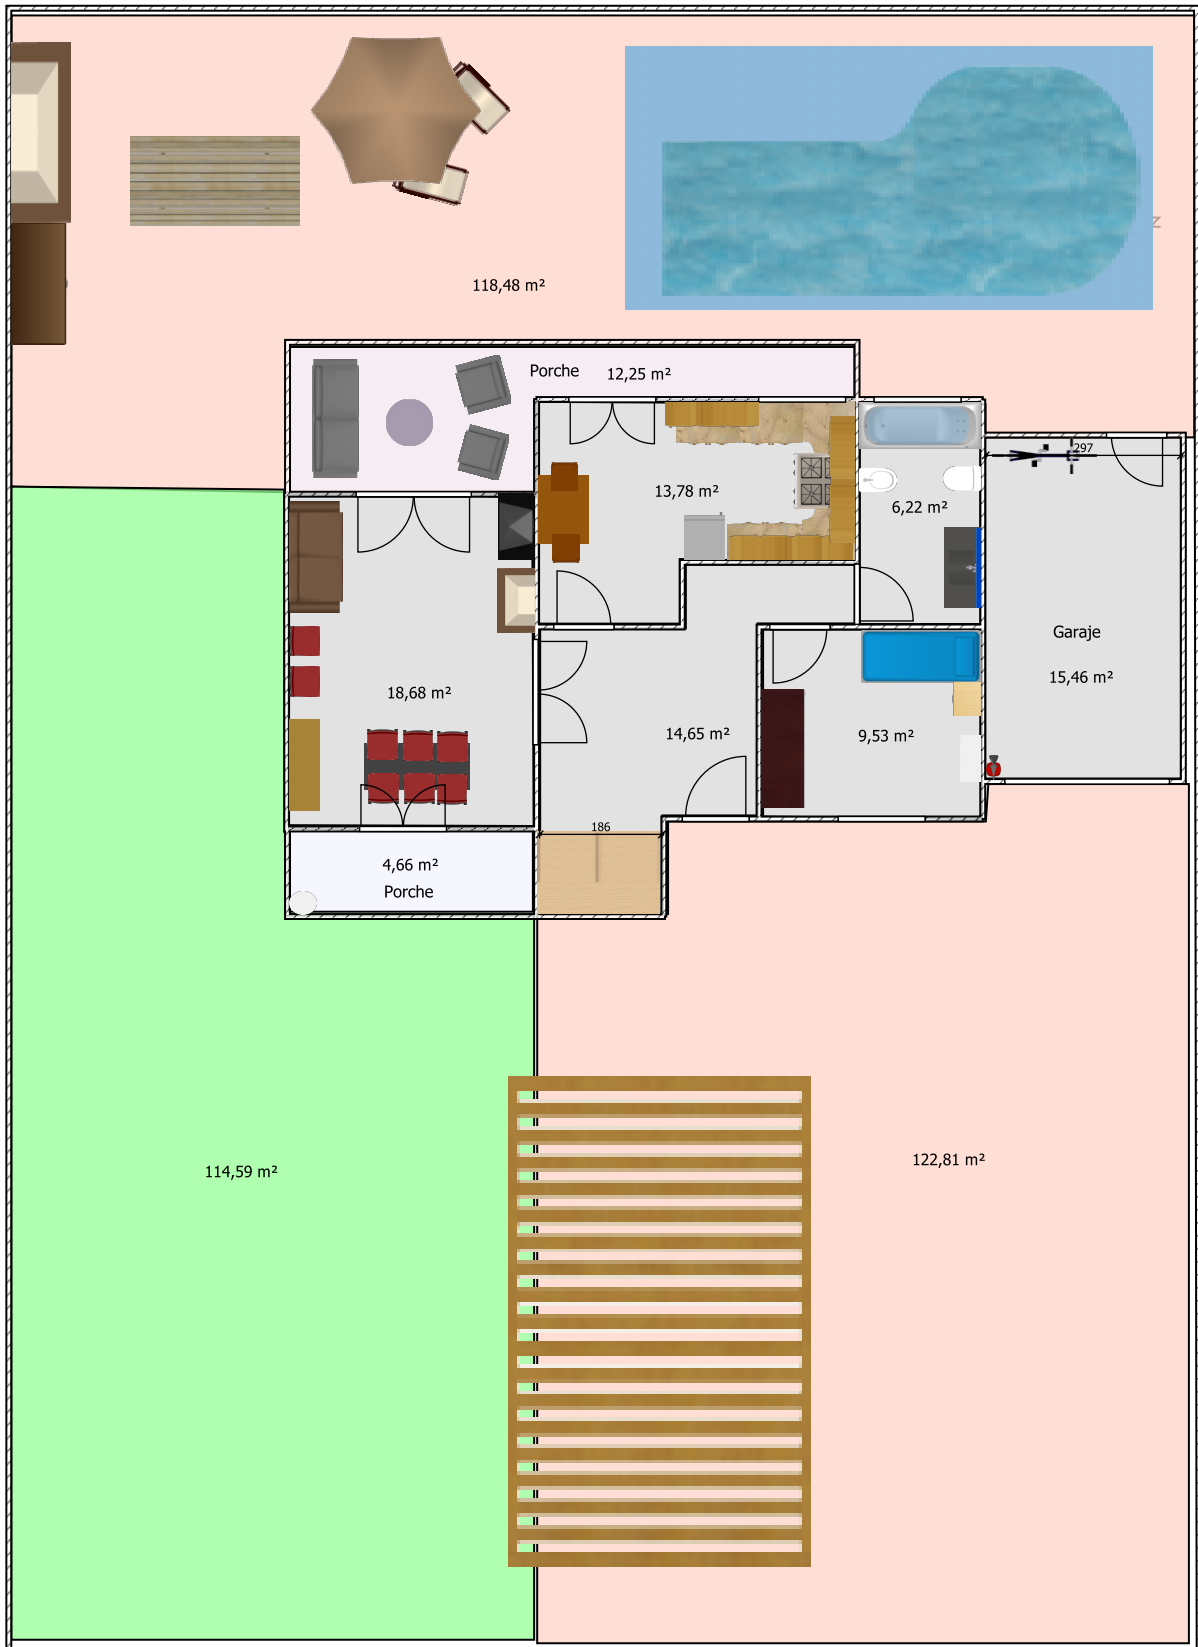 118,48 m²
Porche
12,25 m²
297
13,78 m²
6,22 m²
Garaje
15,46 m²
18,68 m²
14,65 m²
9,53 m²
186
4,66 m²
Porche
114,59 m²
122,81 m²